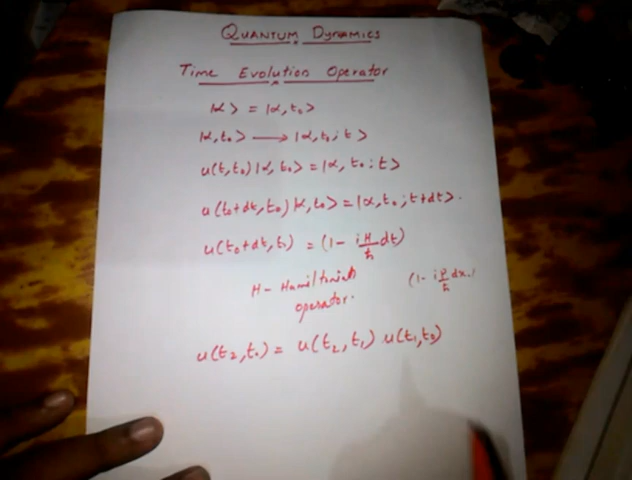 QUANTUM DYNAMICS
Time Evolution Operator
|α> = |α, t₀>
|α, t₀> ⟶ |α, t₀; t>
u(t, t₀) |α, t₀> = |α, t₀ : t>
u(t₀+dt, t₀) |α, t₀> = |α, t₀; t+dt>.
u(t₀+dt, t₁) = (1 - iH/ħ dt)
H - Hamiltonian (1 - iP/ħ dx.)
operator.
u(t₂, t₀) = u(t₂, t₁) u(t₁, t₀)